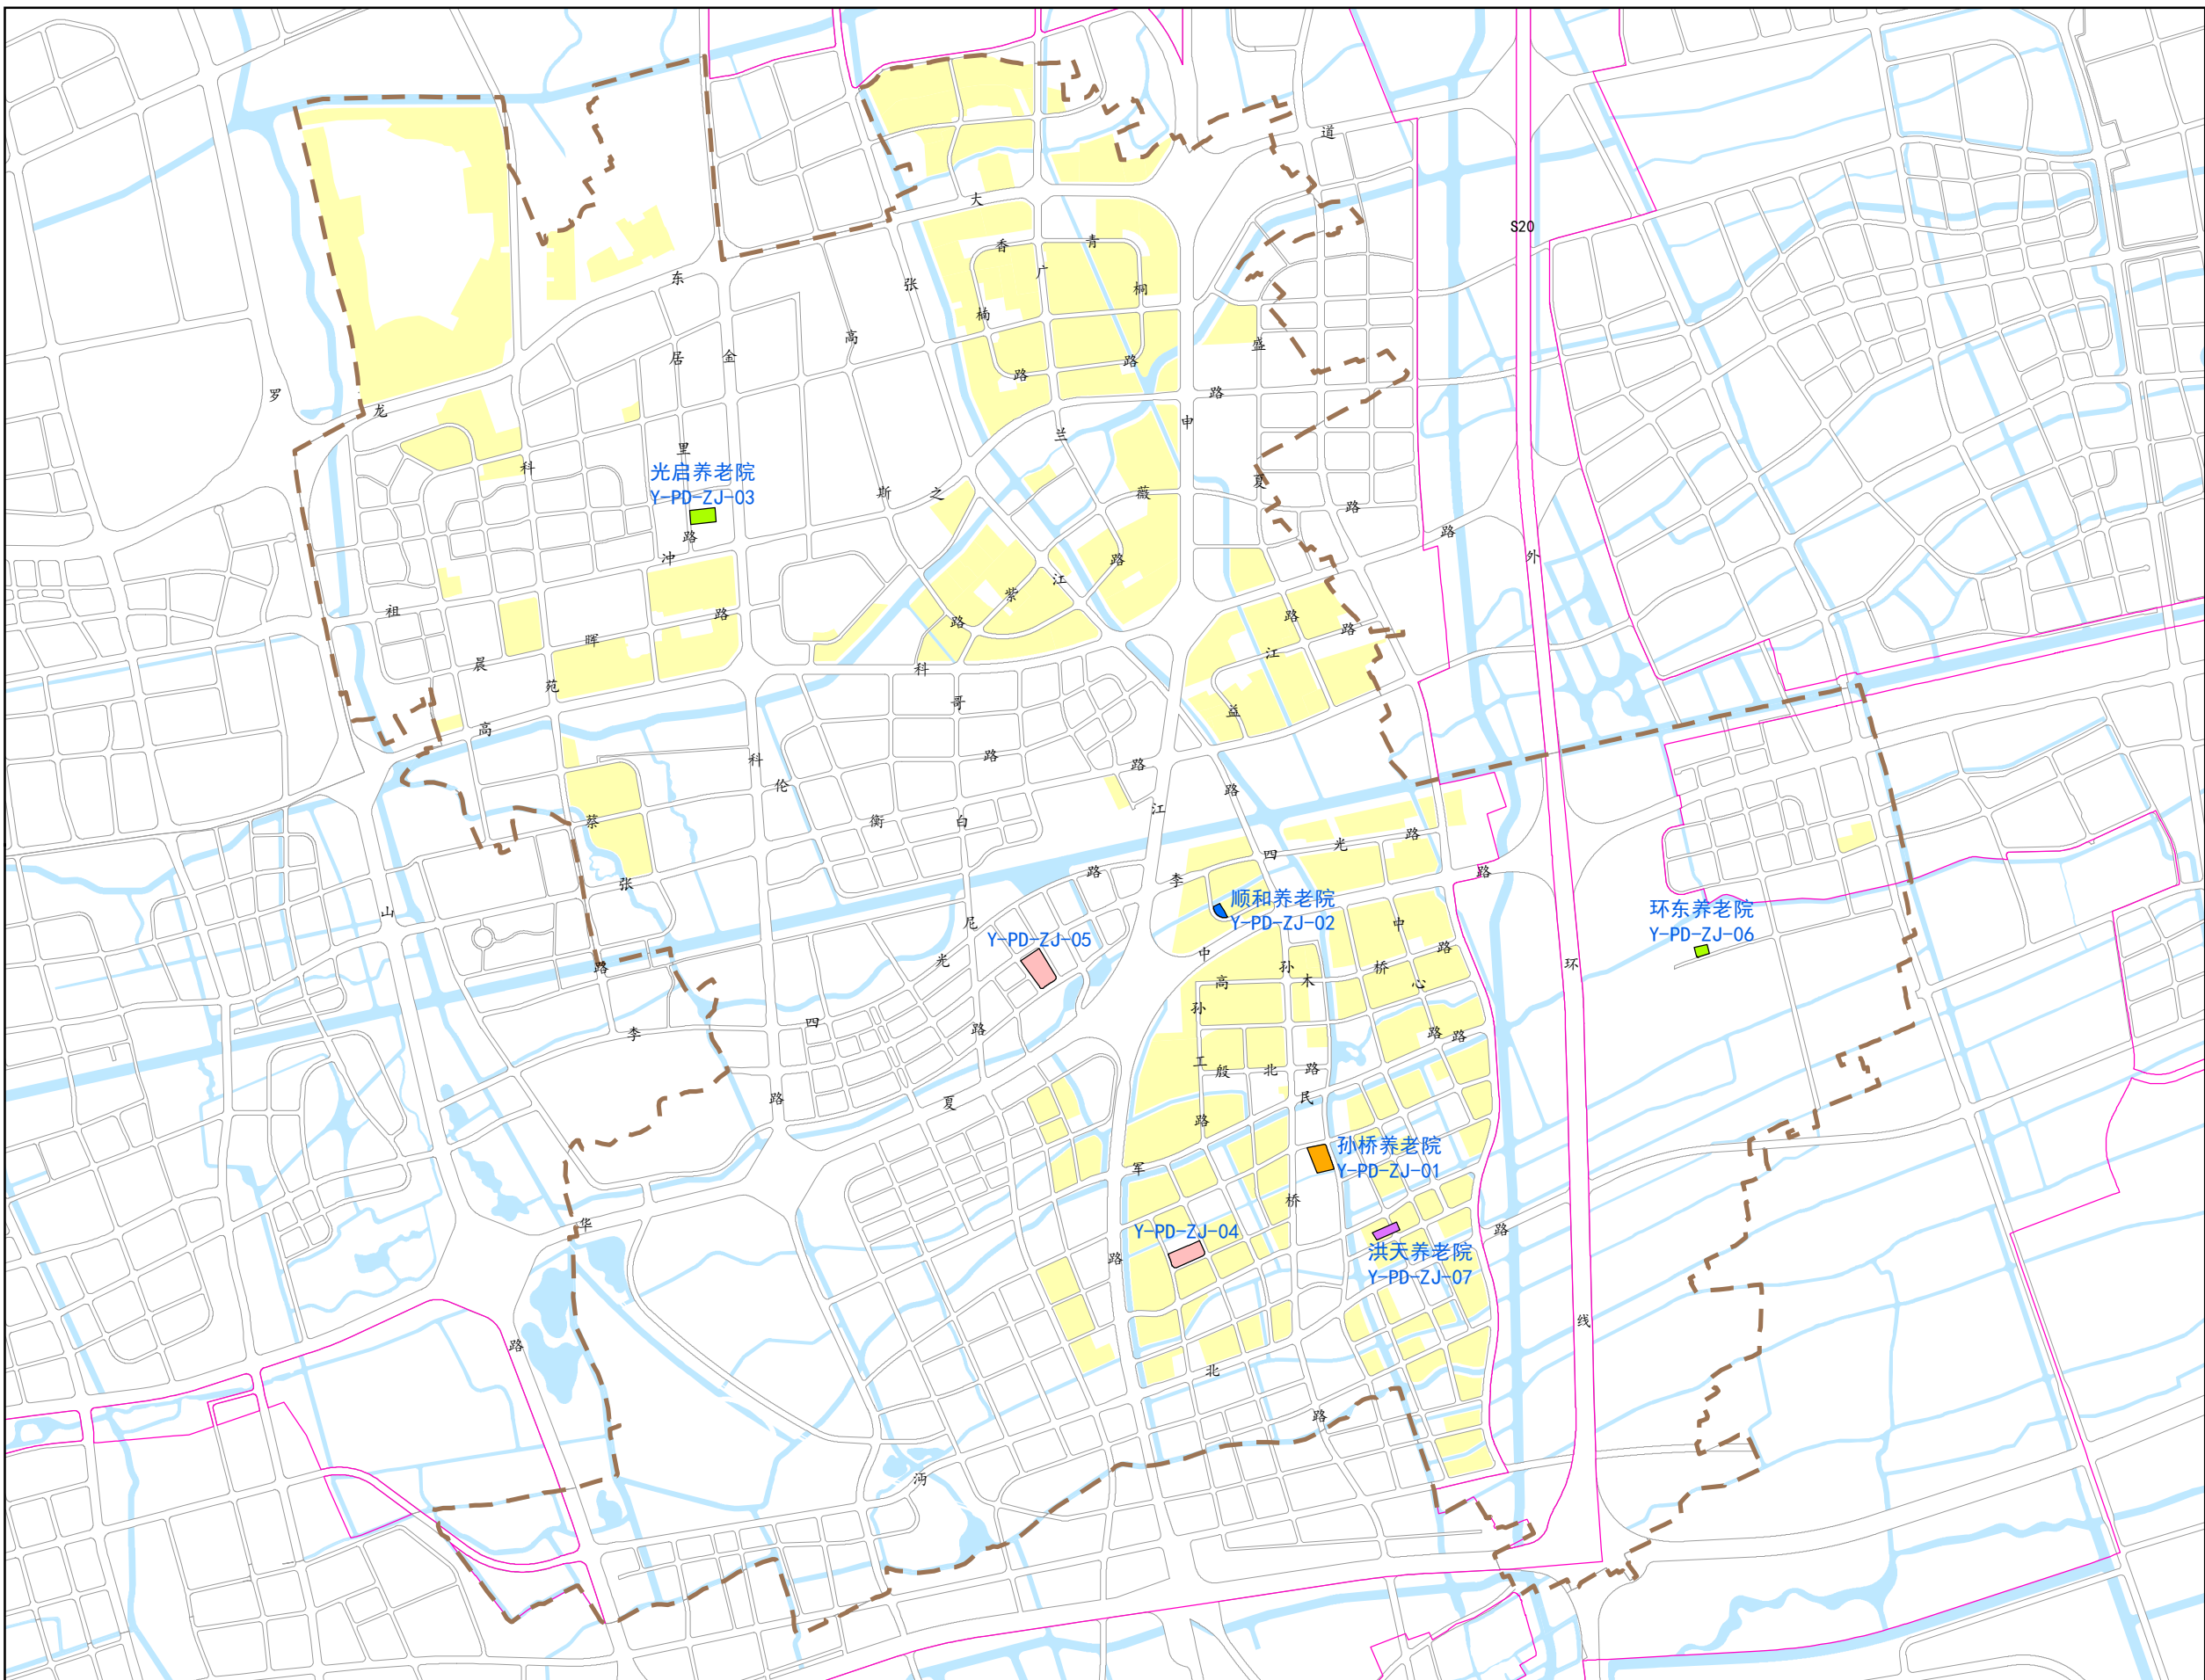 S20
龙东大道
罗山路
香楠路
青桐路
广兰路
张江路
高斯路
居里路
金科路
祖冲之路
科苑路
盛夏路
申江路
紫薇路
晨晖路
高科路
外环线
益江路
哥白尼路
蔡伦路
张衡路
李四光路
李四光路
华夏中路
高木桥路
中心路
孙桥路
孙工路
殷北路
军民路
沔北路
光启养老院
Y-PD-ZJ-03
顺和养老院
Y-PD-ZJ-02
环东养老院
Y-PD-ZJ-06
Y-PD-ZJ-05
孙桥养老院
Y-PD-ZJ-01
Y-PD-ZJ-04
洪天养老院
Y-PD-ZJ-07